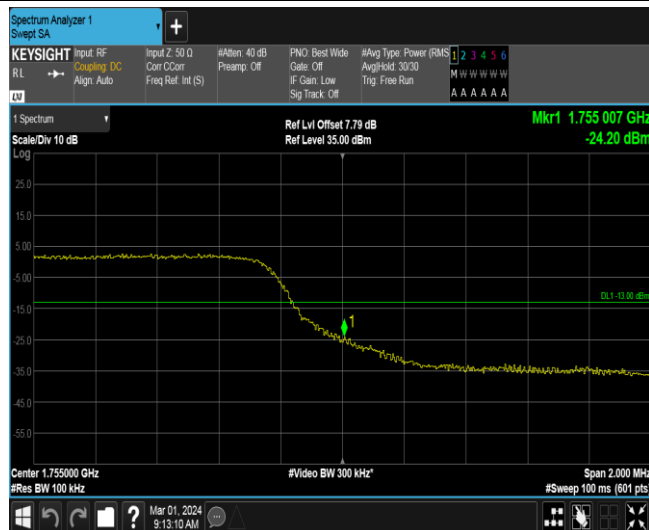 Spectrum Analyzer 1
Swept SA
KEYSIGHT
RL
Input: RF
Coupling: DC
Align: Auto
Input Z: 50 Ω
Corr CCorr
Freq Ref: Int (S)
#Atten: 40 dB
Preamp: Off
PNO: Best Wide
Gate: Off
IF Gain: Low
Sig Track: Off
#Avg Type: Power (RMS
Avg|Hold: 30/30
Trig: Free Run
1 2 3 4 5 6
M W W W W W
A A A A A A
LXI
1 Spectrum
Scale/Div 10 dB
Ref Lvl Offset 7.79 dB
Ref Level 35.00 dBm
Mkr1 1.755 007 GHz
-24.20 dBm
Log
25.0
15.0
5.00
-5.00
-15.0
-25.0
-35.0
-45.0
-55.0
DL1 -13.00 dBm
1
Center 1.755000 GHz
#Res BW 100 kHz
#Video BW 300 kHz*
Span 2.000 MHz
#Sweep 100 ms (601 pts)
?
Mar 01, 2024
9:13:10 AM